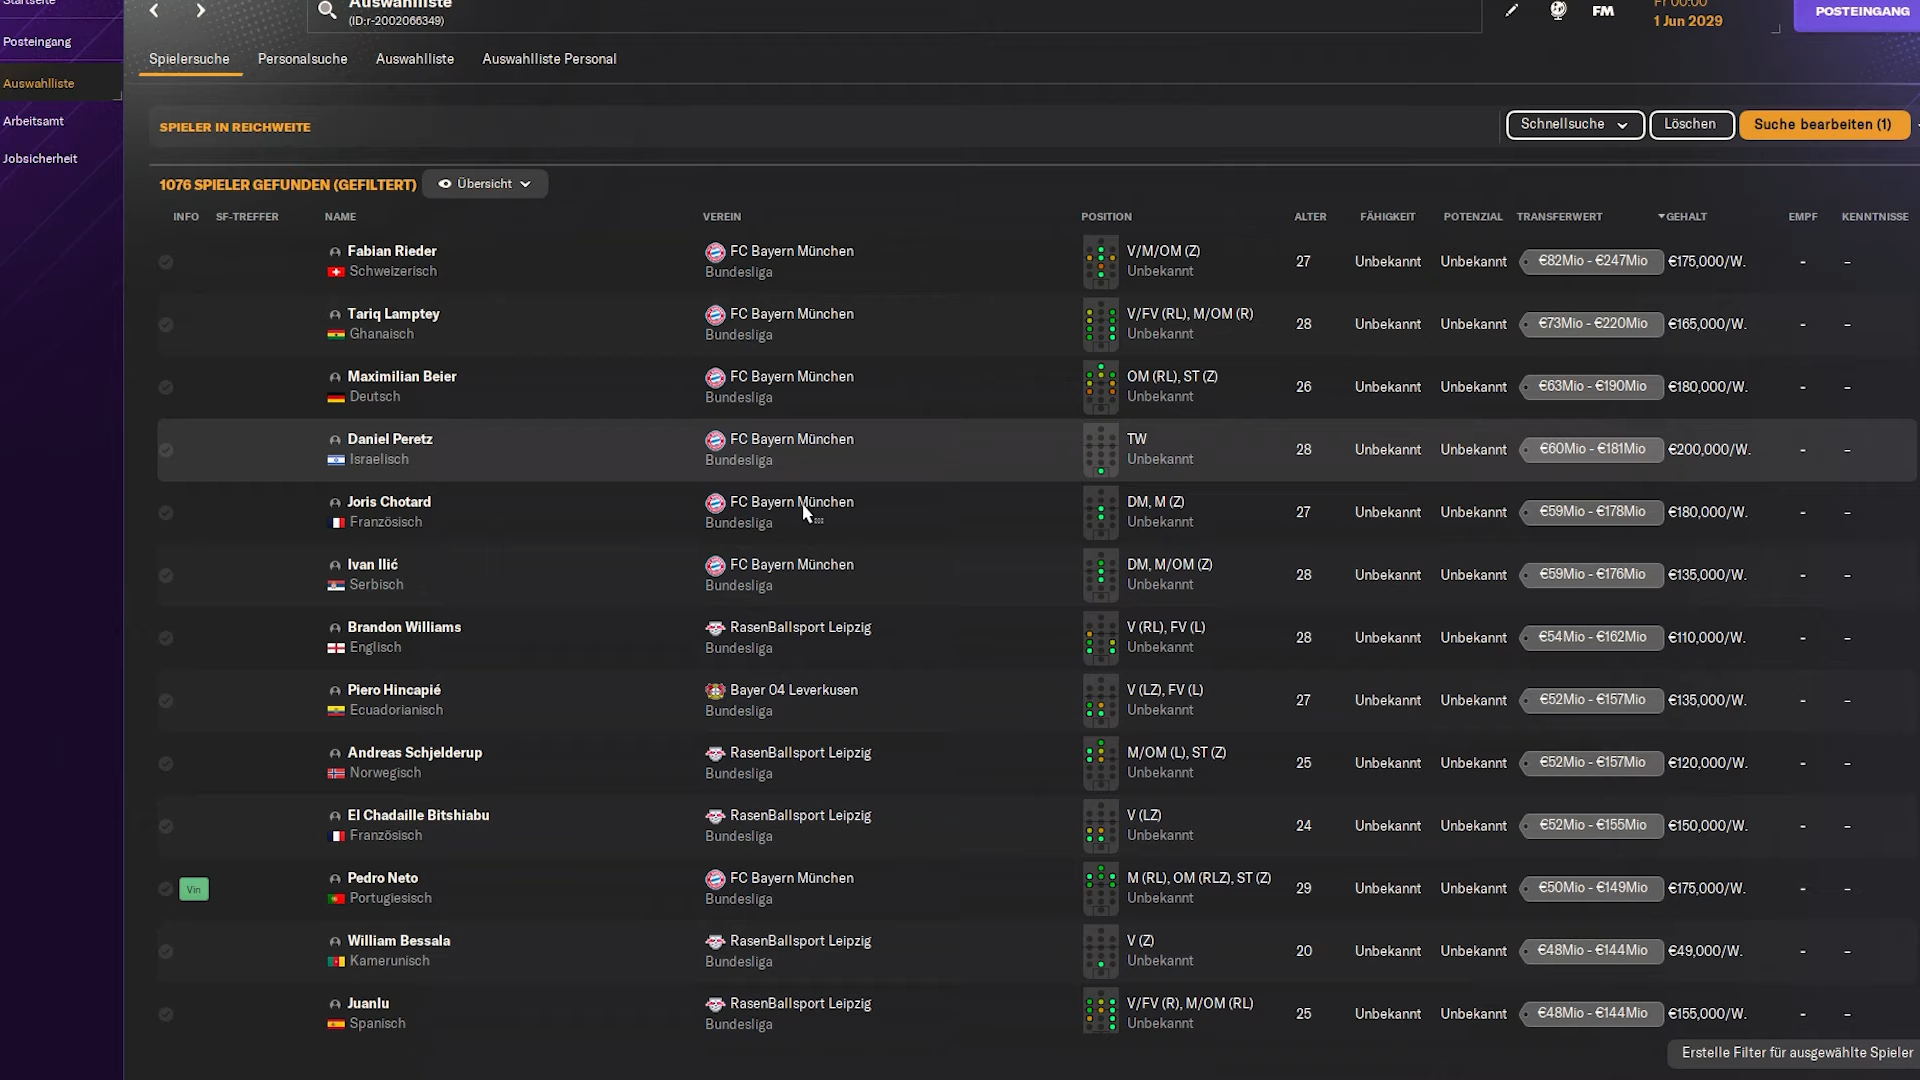 Startseite
Posteingang
Auswahlliste
Arbeitsamt
Jobsicherheit
Auswahlliste
(ID:r-2002066349)
FM
Fr 00:00
1 Jun 2029
POSTEINGANG
Spielersuche Personalsuche Auswahlliste Auswahlliste Personal
SPIELER IN REICHWEITE
Schnellsuche Löschen Suche bearbeiten (1)
1076 SPIELER GEFUNDEN (GEFILTERT) Übersicht
INFO SF-TREFFER NAME VEREIN POSITION ALTER FÄHIGKEIT POTENZIAL TRANSFERWERT GEHALT EMPF KENNTNISSE
Fabian Rieder FC Bayern München V/M/OM (Z)
27 Unbekannt Unbekannt €82Mio - €247Mio €175,000/W. - -
Schweizerisch Bundesliga Unbekannt
Tariq Lamptey FC Bayern München V/FV (RL), M/OM (R)
28 Unbekannt Unbekannt €73Mio - €220Mio €165,000/W. - -
Ghanaisch Bundesliga Unbekannt
Maximilian Beier FC Bayern München OM (RL), ST (Z)
26 Unbekannt Unbekannt €63Mio - €190Mio €180,000/W. - -
Deutsch Bundesliga Unbekannt
Daniel Peretz FC Bayern München TW
28 Unbekannt Unbekannt €60Mio - €181Mio €200,000/W. - -
Israelisch Bundesliga Unbekannt
Joris Chotard FC Bayern München DM, M (Z)
27 Unbekannt Unbekannt €59Mio - €178Mio €180,000/W. - -
Französisch Bundesliga Unbekannt
Ivan Ilić FC Bayern München DM, M/OM (Z)
28 Unbekannt Unbekannt €59Mio - €176Mio €135,000/W. - -
Serbisch Bundesliga Unbekannt
Brandon Williams RasenBallsport Leipzig V (RL), FV (L)
28 Unbekannt Unbekannt €54Mio - €162Mio €110,000/W. - -
Englisch Bundesliga Unbekannt
Piero Hincapié Bayer 04 Leverkusen V (LZ), FV (L)
27 Unbekannt Unbekannt €52Mio - €157Mio €135,000/W. - -
Ecuadorianisch Bundesliga Unbekannt
Andreas Schjelderup RasenBallsport Leipzig M/OM (L), ST (Z)
25 Unbekannt Unbekannt €52Mio - €157Mio €120,000/W. - -
Norwegisch Bundesliga Unbekannt
El Chadaille Bitshiabu RasenBallsport Leipzig V (LZ)
24 Unbekannt Unbekannt €52Mio - €155Mio €150,000/W. - -
Französisch Bundesliga Unbekannt
Pedro Neto FC Bayern München M (RL), OM (RLZ), ST (Z)
Vin 29 Unbekannt Unbekannt €50Mio - €149Mio €175,000/W. - -
Portugiesisch Bundesliga Unbekannt
William Bessala RasenBallsport Leipzig V (Z)
20 Unbekannt Unbekannt €48Mio - €144Mio €49,000/W. - -
Kamerunisch Bundesliga Unbekannt
Juanlu RasenBallsport Leipzig V/FV (R), M/OM (RL)
25 Unbekannt Unbekannt €48Mio - €144Mio €155,000/W. - -
Spanisch Bundesliga Unbekannt
Erstelle Filter für ausgewählte Spieler